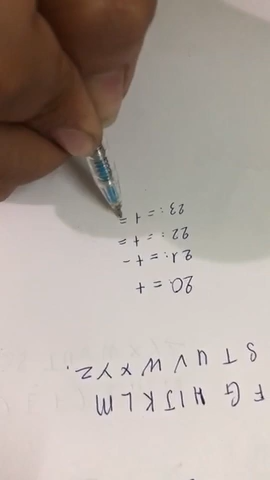 F G H I J K L M
S T U V W X Y Z.
20. = +
21 : = + -
22 : = + =
23 : = 1 =